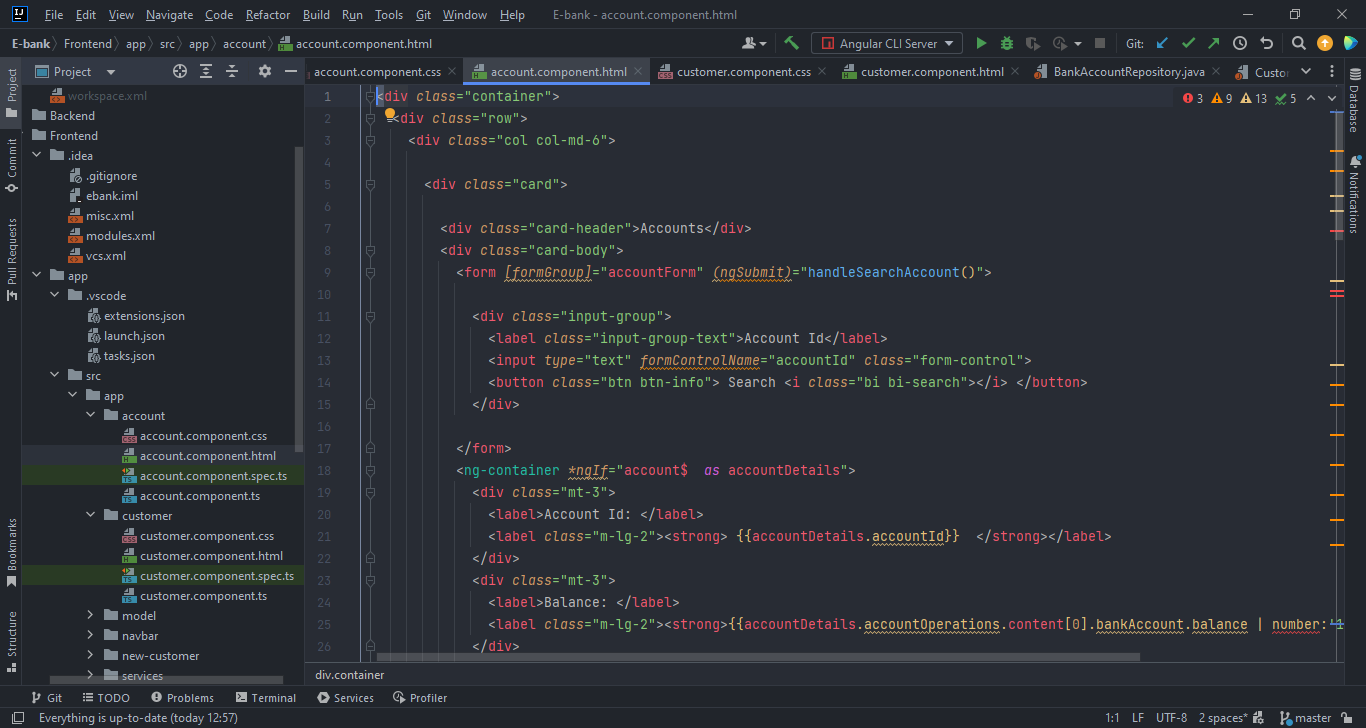 File Edit View Navigate Code Refactor Build Run Tools Git Window Help E-bank - account.component.html
E-bank Frontend app src app account account.component.html Angular CLI Server Git:
Project account.component.css account.component.html customer.component.css customer.component.html BankAccountRepository.java Custo
Project
Commit
Pull Requests
Bookmarks
Structure
workspace.xml
Backend
Frontend
.idea
.gitignore
ebank.iml
misc.xml
modules.xml
vcs.xml
app
.vscode
extensions.json
launch.json
tasks.json
src
app
account
account.component.css
account.component.html
account.component.spec.ts
account.component.ts
customer
customer.component.css
customer.component.html
customer.component.spec.ts
customer.component.ts
model
navbar
new-customer
services
3 9 13 5
1 <div class="container">
2 <div class="row">
3 <div class="col col-md-6">
4
5 <div class="card">
6
7 <div class="card-header">Accounts</div>
8 <div class="card-body">
9 <form [formGroup]="accountForm" (ngSubmit)="handleSearchAccount()">
10
11 <div class="input-group">
12 <label class="input-group-text">Account Id</label>
13 <input type="text" formControlName="accountId" class="form-control">
14 <button class="btn btn-info"> Search <i class="bi bi-search"></i> </button>
15 </div>
16
17 </form>
18 <ng-container *ngIf="account$  as accountDetails">
19 <div class="mt-3">
20 <label>Account Id: </label>
21 <label class="m-lg-2"><strong> {{accountDetails.accountId}}  </strong></label>
22 </div>
23 <div class="mt-3">
24 <label>Balance: </label>
25 <label class="m-lg-2"><strong>{{accountDetails.accountOperations.content[0].bankAccount.balance | number:'1
26 </div>
div.container
Database
Notifications
Git TODO Problems Terminal Services Profiler
Everything is up-to-date (today 12:57) 1:1 LF UTF-8 2 spaces* master